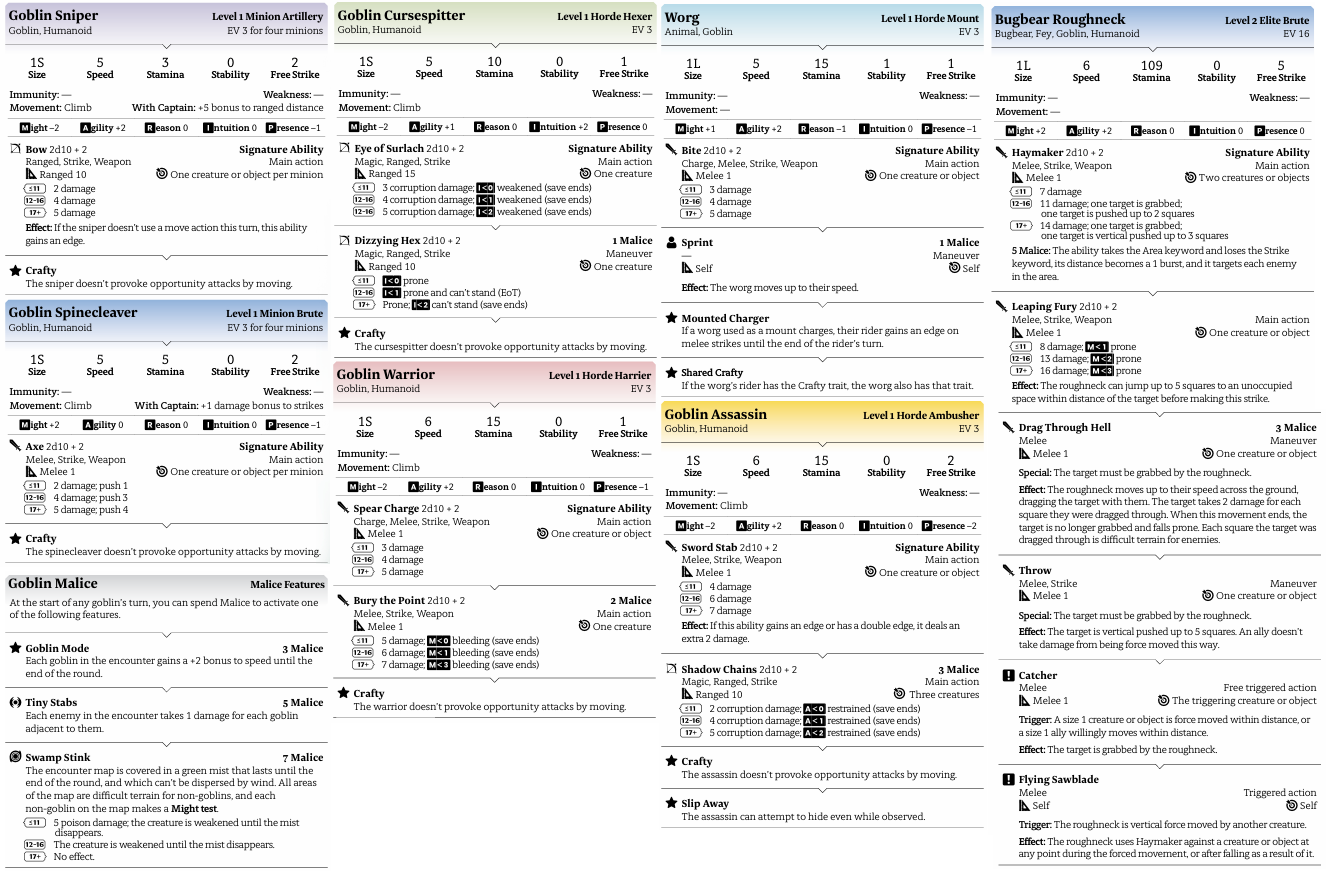 Goblin Sniper Level 1 Minion Artillery
Goblin, Humanoid EV 3 for four minions
1S 5 3 0 2
Size Speed Stamina Stability Free Strike
Immunity: — Weakness: —
Movement: Climb With Captain: +5 bonus to ranged distance
Might −2 Agility +2 Reason 0 Intuition 0 Presence −1
Bow 2d10 + 2 Signature Ability
Ranged, Strike, Weapon Main action
Ranged 10 One creature or object per minion
≤11 2 damage
12-16 4 damage
17+ 5 damage
Effect: If the sniper doesn't use a move action this turn, this ability
gains an edge.
Crafty
The sniper doesn't provoke opportunity attacks by moving.
Goblin Spinecleaver Level 1 Minion Brute
Goblin, Humanoid EV 3 for four minions
1S 5 5 0 2
Size Speed Stamina Stability Free Strike
Immunity: — Weakness: —
Movement: Climb With Captain: +1 damage bonus to strikes
Might +2 Agility 0 Reason 0 Intuition 0 Presence −1
Axe 2d10 + 2 Signature Ability
Melee, Strike, Weapon Main action
Melee 1 One creature or object per minion
≤11 2 damage; push 1
12-16 4 damage; push 3
17+ 5 damage; push 4
Crafty
The spinecleaver doesn't provoke opportunity attacks by moving.
Goblin Malice Malice Features
At the start of any goblin's turn, you can spend Malice to activate one
of the following features.
Goblin Mode 3 Malice
Each goblin in the encounter gains a +2 bonus to speed until the
end of the round.
Tiny Stabs 5 Malice
Each enemy in the encounter takes 1 damage for each goblin
adjacent to them.
Swamp Stink 7 Malice
The encounter map is covered in a green mist that lasts until the
end of the round, and which can't be dispersed by wind. All areas
of the map are difficult terrain for non-goblins, and each
non-goblin on the map makes a Might test.
≤11 5 poison damage; the creature is weakened until the mist
disappears.
12-16 The creature is weakened until the mist disappears.
17+ No effect.
Goblin Cursespitter Level 1 Horde Hexer
Goblin, Humanoid EV 3
1S 5 10 0 1
Size Speed Stamina Stability Free Strike
Immunity: — Weakness: —
Movement: Climb
Might −2 Agility +1 Reason 0 Intuition +2 Presence 0
Eye of Surlach 2d10 + 2 Signature Ability
Magic, Ranged, Strike Main action
Ranged 15 One creature
≤11 3 corruption damage; I<0 weakened (save ends)
12-16 4 corruption damage; I<1 weakened (save ends)
17+ 5 corruption damage; I<2 weakened (save ends)
Dizzying Hex 2d10 + 2 1 Malice
Magic, Ranged, Strike Maneuver
Ranged 10 One creature
≤11 I<0 prone
12-16 I<1 prone and can't stand (EoT)
17+ Prone; I<2 can't stand (save ends)
Crafty
The cursespitter doesn't provoke opportunity attacks by moving.
Goblin Warrior Level 1 Horde Harrier
Goblin, Humanoid EV 3
1S 6 15 0 1
Size Speed Stamina Stability Free Strike
Immunity: — Weakness: —
Movement: Climb
Might −2 Agility +2 Reason 0 Intuition 0 Presence −1
Spear Charge 2d10 + 2 Signature Ability
Charge, Melee, Strike, Weapon Main action
Melee 1 One creature or object
≤11 3 damage
12-16 4 damage
17+ 5 damage
Bury the Point 2d10 + 2 2 Malice
Melee, Strike, Weapon Main action
Melee 1 One creature
≤11 5 damage; M<0 bleeding (save ends)
12-16 6 damage; M<1 bleeding (save ends)
17+ 7 damage; M<3 bleeding (save ends)
Crafty
The warrior doesn't provoke opportunity attacks by moving.
Worg Level 1 Horde Mount
Animal, Goblin EV 3
1L 5 15 1 1
Size Speed Stamina Stability Free Strike
Immunity: — Weakness: —
Movement: —
Might +1 Agility +2 Reason −1 Intuition 0 Presence 0
Bite 2d10 + 2 Signature Ability
Charge, Melee, Strike, Weapon Main action
Melee 1 One creature or object
≤11 3 damage
12-16 4 damage
17+ 5 damage
Sprint 1 Malice
— Maneuver
Self Self
Effect: The worg moves up to their speed.
Mounted Charger
If a worg used as a mount charges, their rider gains an edge on
melee strikes until the end of the rider's turn.
Shared Crafty
If the worg's rider has the Crafty trait, the worg also has that trait.
Goblin Assassin Level 1 Horde Ambusher
Goblin, Humanoid EV 3
1S 6 15 0 2
Size Speed Stamina Stability Free Strike
Immunity: — Weakness: —
Movement: Climb
Might −2 Agility +2 Reason 0 Intuition 0 Presence −2
Sword Stab 2d10 + 2 Signature Ability
Melee, Strike, Weapon Main action
Melee 1 One creature or object
≤11 4 damage
12-16 6 damage
17+ 7 damage
Effect: If this ability gains an edge or has a double edge, it deals an
extra 2 damage.
Shadow Chains 2d10 + 2 3 Malice
Magic, Ranged, Strike Main action
Ranged 10 Three creatures
≤11 2 corruption damage; A<0 restrained (save ends)
12-16 4 corruption damage; A<1 restrained (save ends)
17+ 5 corruption damage; A<2 restrained (save ends)
Crafty
The assassin doesn't provoke opportunity attacks by moving.
Slip Away
The assassin can attempt to hide even while observed.
Bugbear Roughneck Level 2 Elite Brute
Bugbear, Fey, Goblin, Humanoid EV 16
1L 6 109 0 5
Size Speed Stamina Stability Free Strike
Immunity: — Weakness: —
Movement: —
Might +2 Agility +2 Reason 0 Intuition 0 Presence 0
Haymaker 2d10 + 2 Signature Ability
Melee, Strike, Weapon Main action
Melee 1 Two creatures or objects
≤11 7 damage
12-16 11 damage; one target is grabbed;
one target is pushed up to 2 squares
17+ 14 damage; one target is grabbed;
one target is vertical pushed up to 3 squares
5 Malice: The ability takes the Area keyword and loses the Strike
keyword, its distance becomes a 1 burst, and it targets each enemy
in the area.
Leaping Fury 2d10 + 2
Melee, Strike, Weapon Main action
Melee 1 One creature or object
≤11 8 damage; M<1 prone
12-16 13 damage; M<2 prone
17+ 16 damage; M<3 prone
Effect: The roughneck can jump up to 5 squares to an unoccupied
space within distance of the target before making this strike.
Drag Through Hell 3 Malice
Melee Maneuver
Melee 1 One creature or object
Special: The target must be grabbed by the roughneck.
Effect: The roughneck moves up to their speed across the ground,
dragging the target with them. The target takes 2 damage for each
square they were dragged through. When this movement ends, the
target is no longer grabbed and falls prone. Each square the target was
dragged through is difficult terrain for enemies.
Throw
Melee, Strike Maneuver
Melee 1 One creature or object
Special: The target must be grabbed by the roughneck.
Effect: The target is vertical pushed up to 5 squares. An ally doesn't
take damage from being force moved this way.
Catcher
Melee Free triggered action
Melee 1 The triggering creature or object
Trigger: A size 1 creature or object is force moved within distance, or
a size 1 ally willingly moves within distance.
Effect: The target is grabbed by the roughneck.
Flying Sawblade
Melee Triggered action
Self Self
Trigger: The roughneck is vertical force moved by another creature.
Effect: The roughneck uses Haymaker against a creature or object at
any point during the forced movement, or after falling as a result of it.